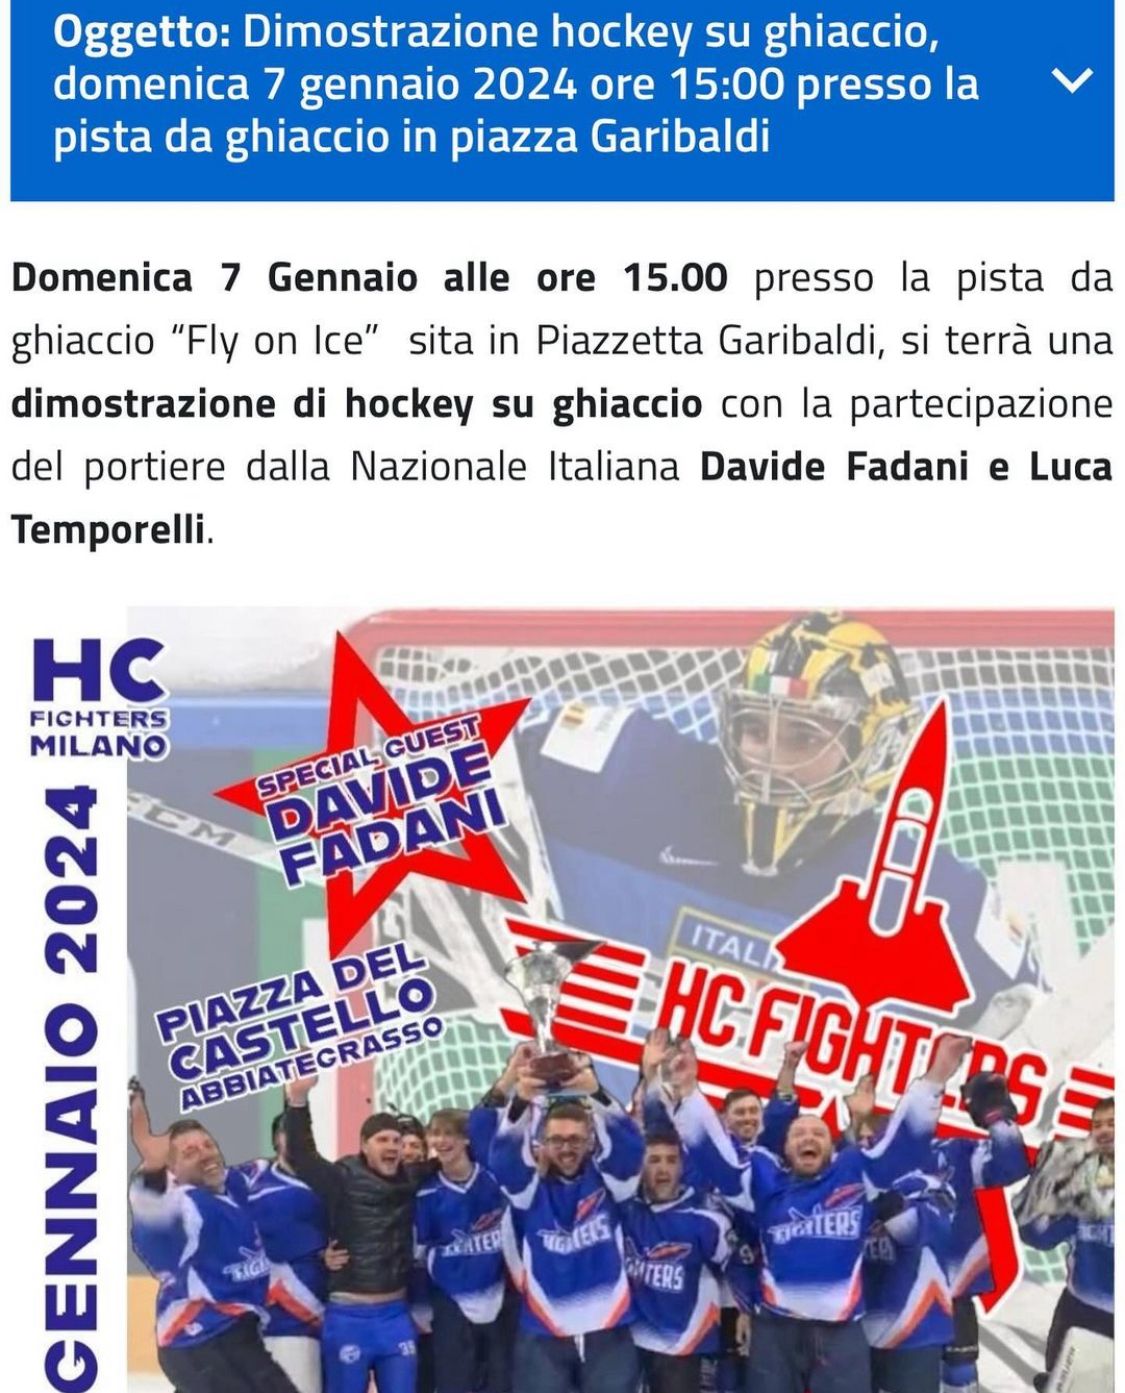 Oggetto: Dimostrazione hockey su ghiaccio,
domenica 7 gennaio 2024 ore 15:00 presso la
pista da ghiaccio in piazza Garibaldi
Domenica 7 Gennaio alle ore 15.00 presso la pista da
ghiaccio “Fly on Ice” sita in Piazzetta Garibaldi, si terrà una
dimostrazione di hockey su ghiaccio con la partecipazione
del portiere dalla Nazionale Italiana Davide Fadani e Luca
Temporelli.
HC
FIGHTERS
MILANO
GENNAIO 2024
SPECIAL GUEST
DAVIDE
FADANI
PIAZZA DEL
CASTELLO
ABBIATEGRASSO
CCM
ITALI
HC FIGHTERS
FIGHTERS